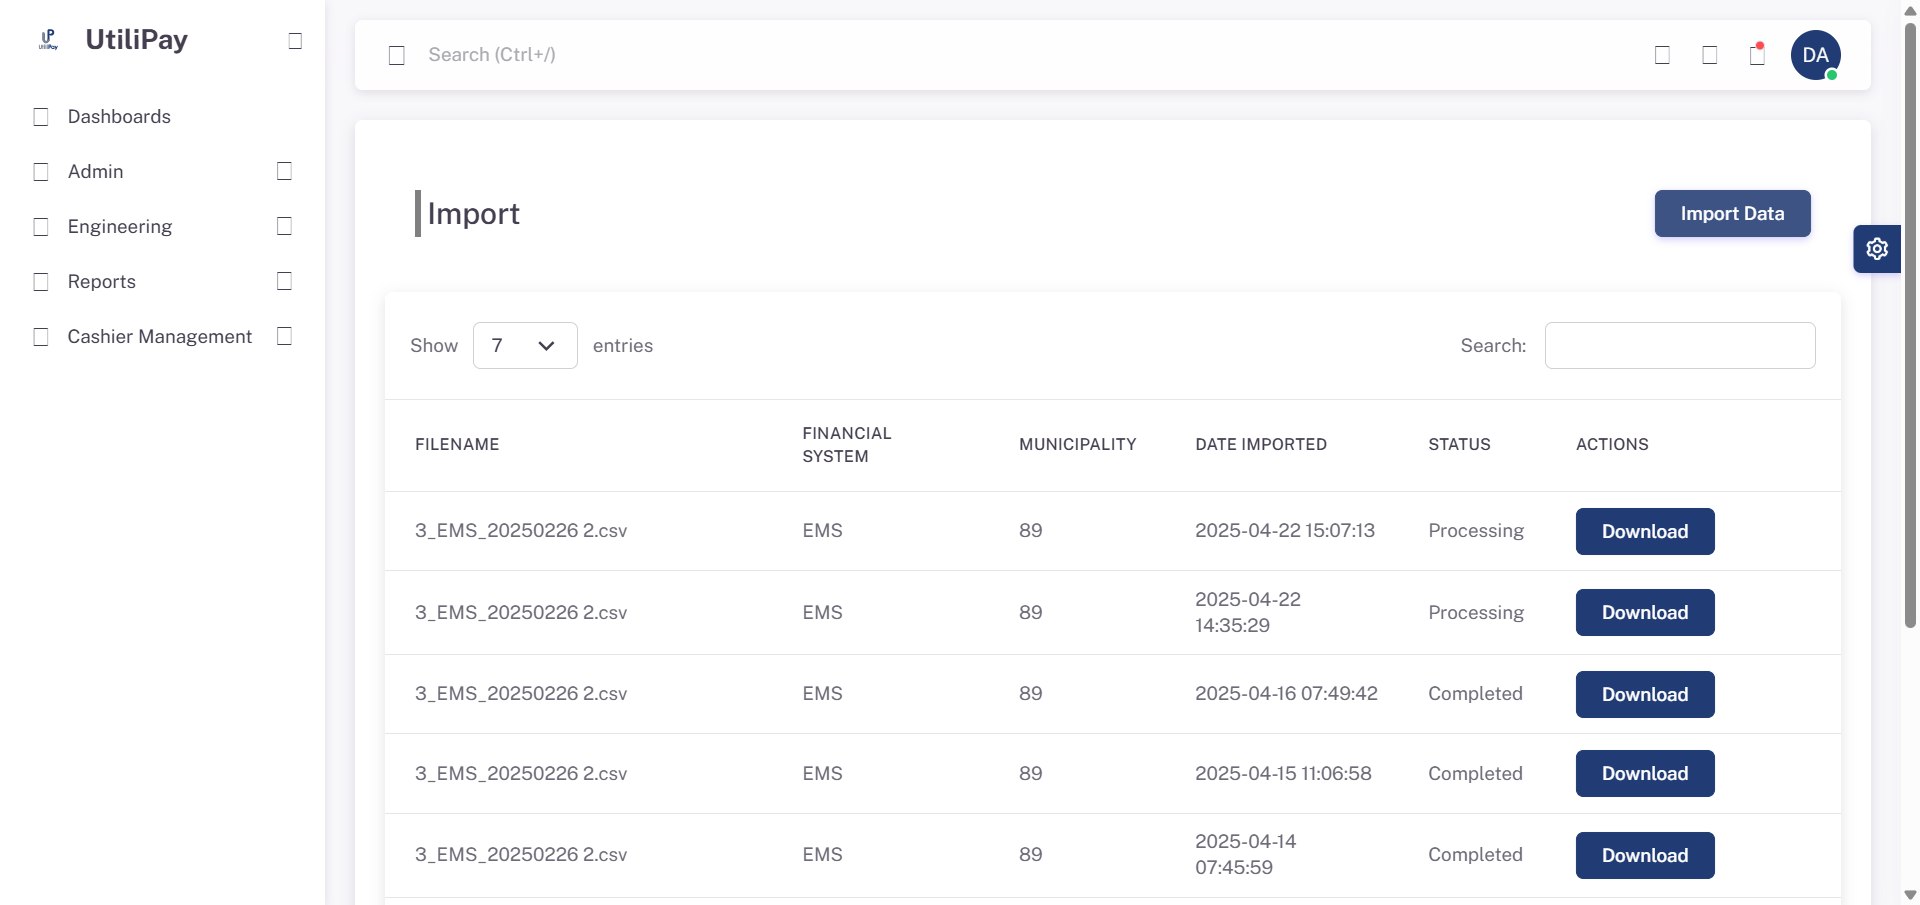 UtiliPay
UtiliPay
Search (Ctrl+/)
DA
Dashboards
Admin
Engineering
Reports
Cashier Management
Import
Import Data
Show 7 entries
Search:
FILENAME FINANCIAL SYSTEM MUNICIPALITY DATE IMPORTED STATUS ACTIONS
3_EMS_20250226 2.csv EMS 89 2025-04-22 15:07:13 Processing Download
3_EMS_20250226 2.csv EMS 89 2025-04-22 14:35:29 Processing Download
3_EMS_20250226 2.csv EMS 89 2025-04-16 07:49:42 Completed Download
3_EMS_20250226 2.csv EMS 89 2025-04-15 11:06:58 Completed Download
3_EMS_20250226 2.csv EMS 89 2025-04-14 07:45:59 Completed Download